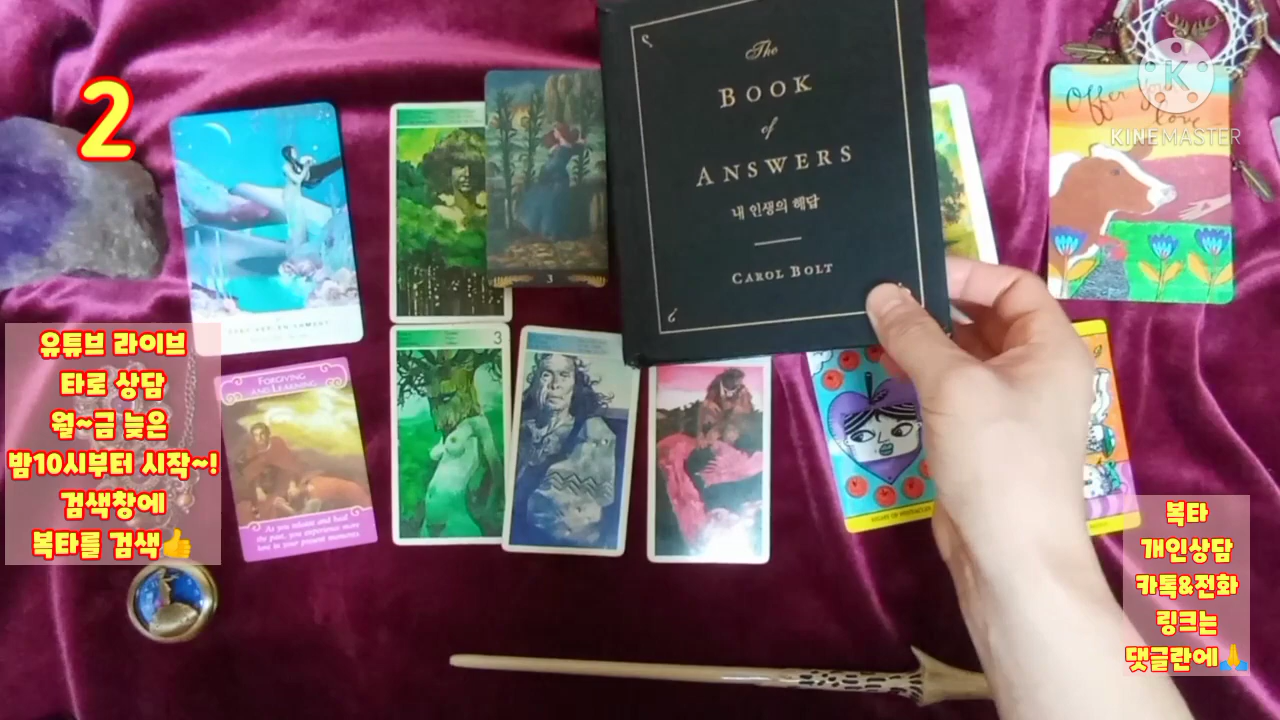 2
The
BOOK
of
ANSWERS
내 인생의 해답
CAROL BOLT
Offer
love
KINEMASTER
3
FORGIVING
AND LEARNING
As you release and heal
the past, you experience more
love in your present moments.
3
유튜브 라이브
타로 상담
월~금 늦은
밤10시부터 시작~!
검색창에
복타를 검색👍
복타
개인상담
카톡&전화
링크는
댓글란에🙏